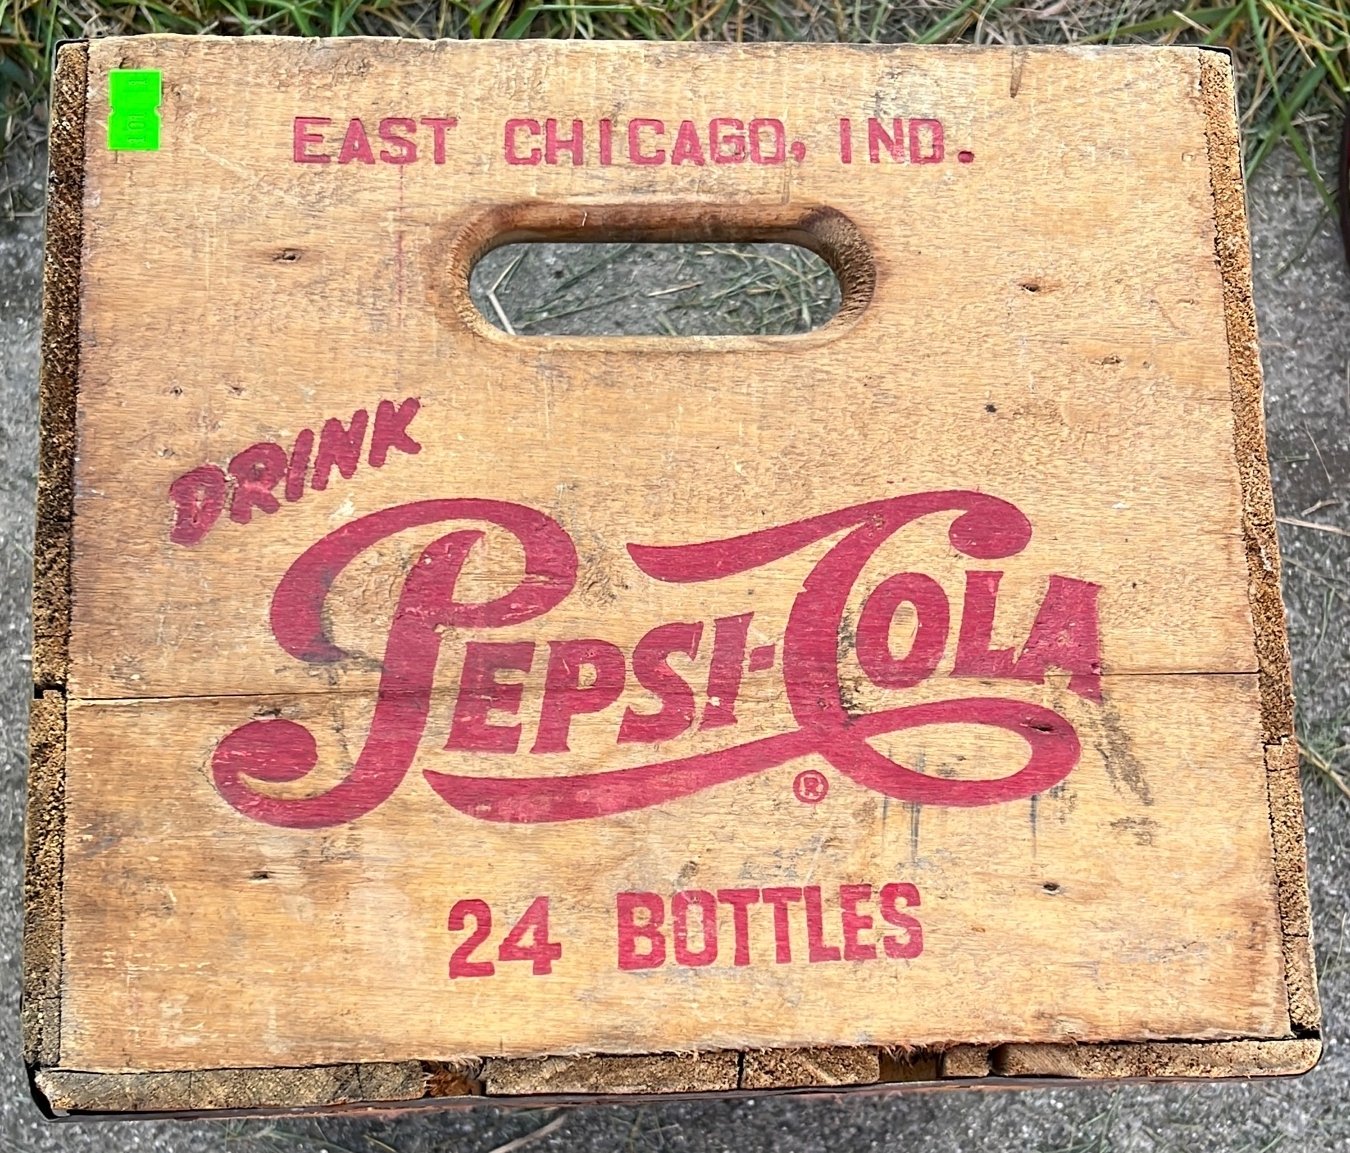 EAST CHICAGO, IND.
DRINK
PEPSI-COLA
®
24 BOTTLES